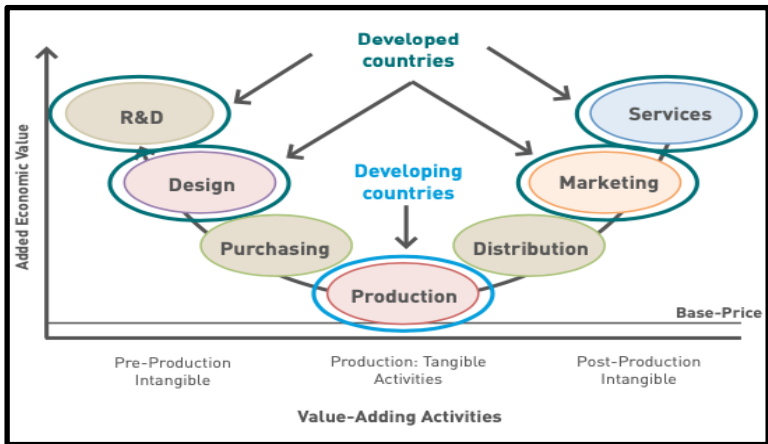 Developed
countries
R&D
Services
Design
Developing
countries
Marketing
Purchasing
Distribution
Production
Base-Price
Added Economic Value
Pre-Production
Intangible
Production: Tangible
Activities
Post-Production
Intangible
Value-Adding Activities